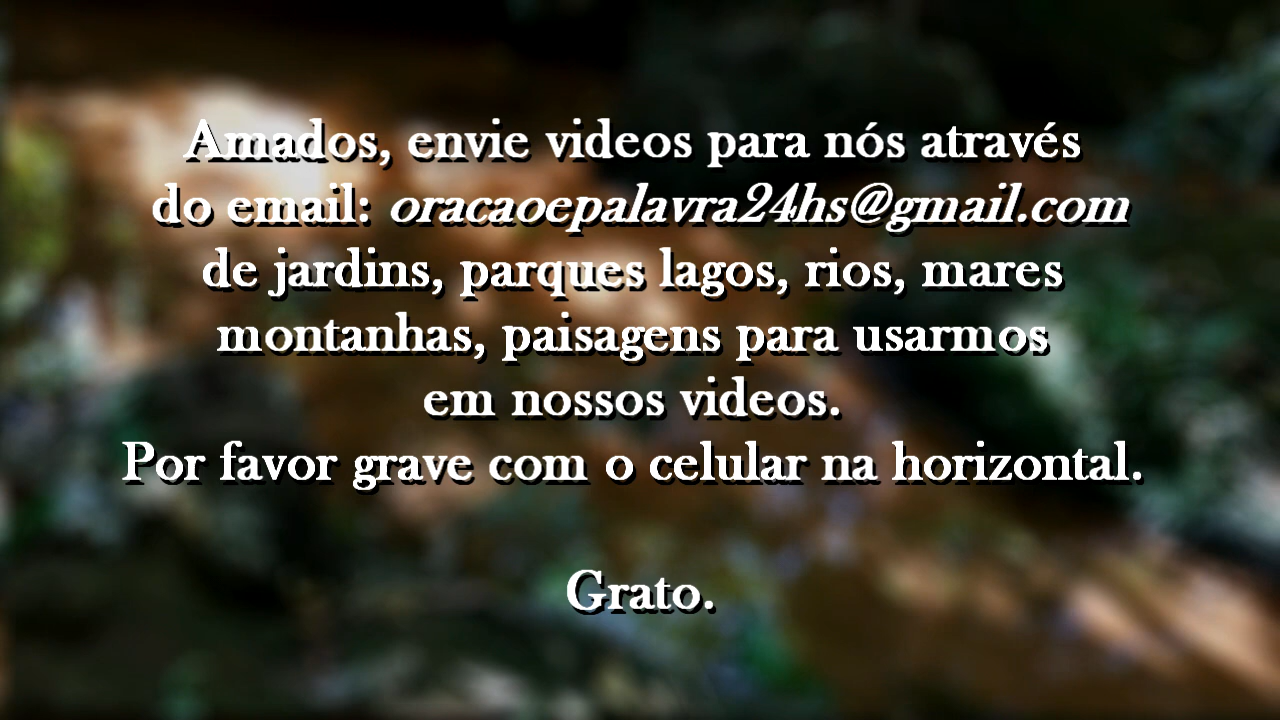 Amados, envie videos para nós através
do email: oracaoepalavra24hs@gmail.com
de jardins, parques lagos, rios, mares
montanhas, paisagens para usarmos
em nossos videos.
Por favor grave com o celular na horizontal.
Grato.